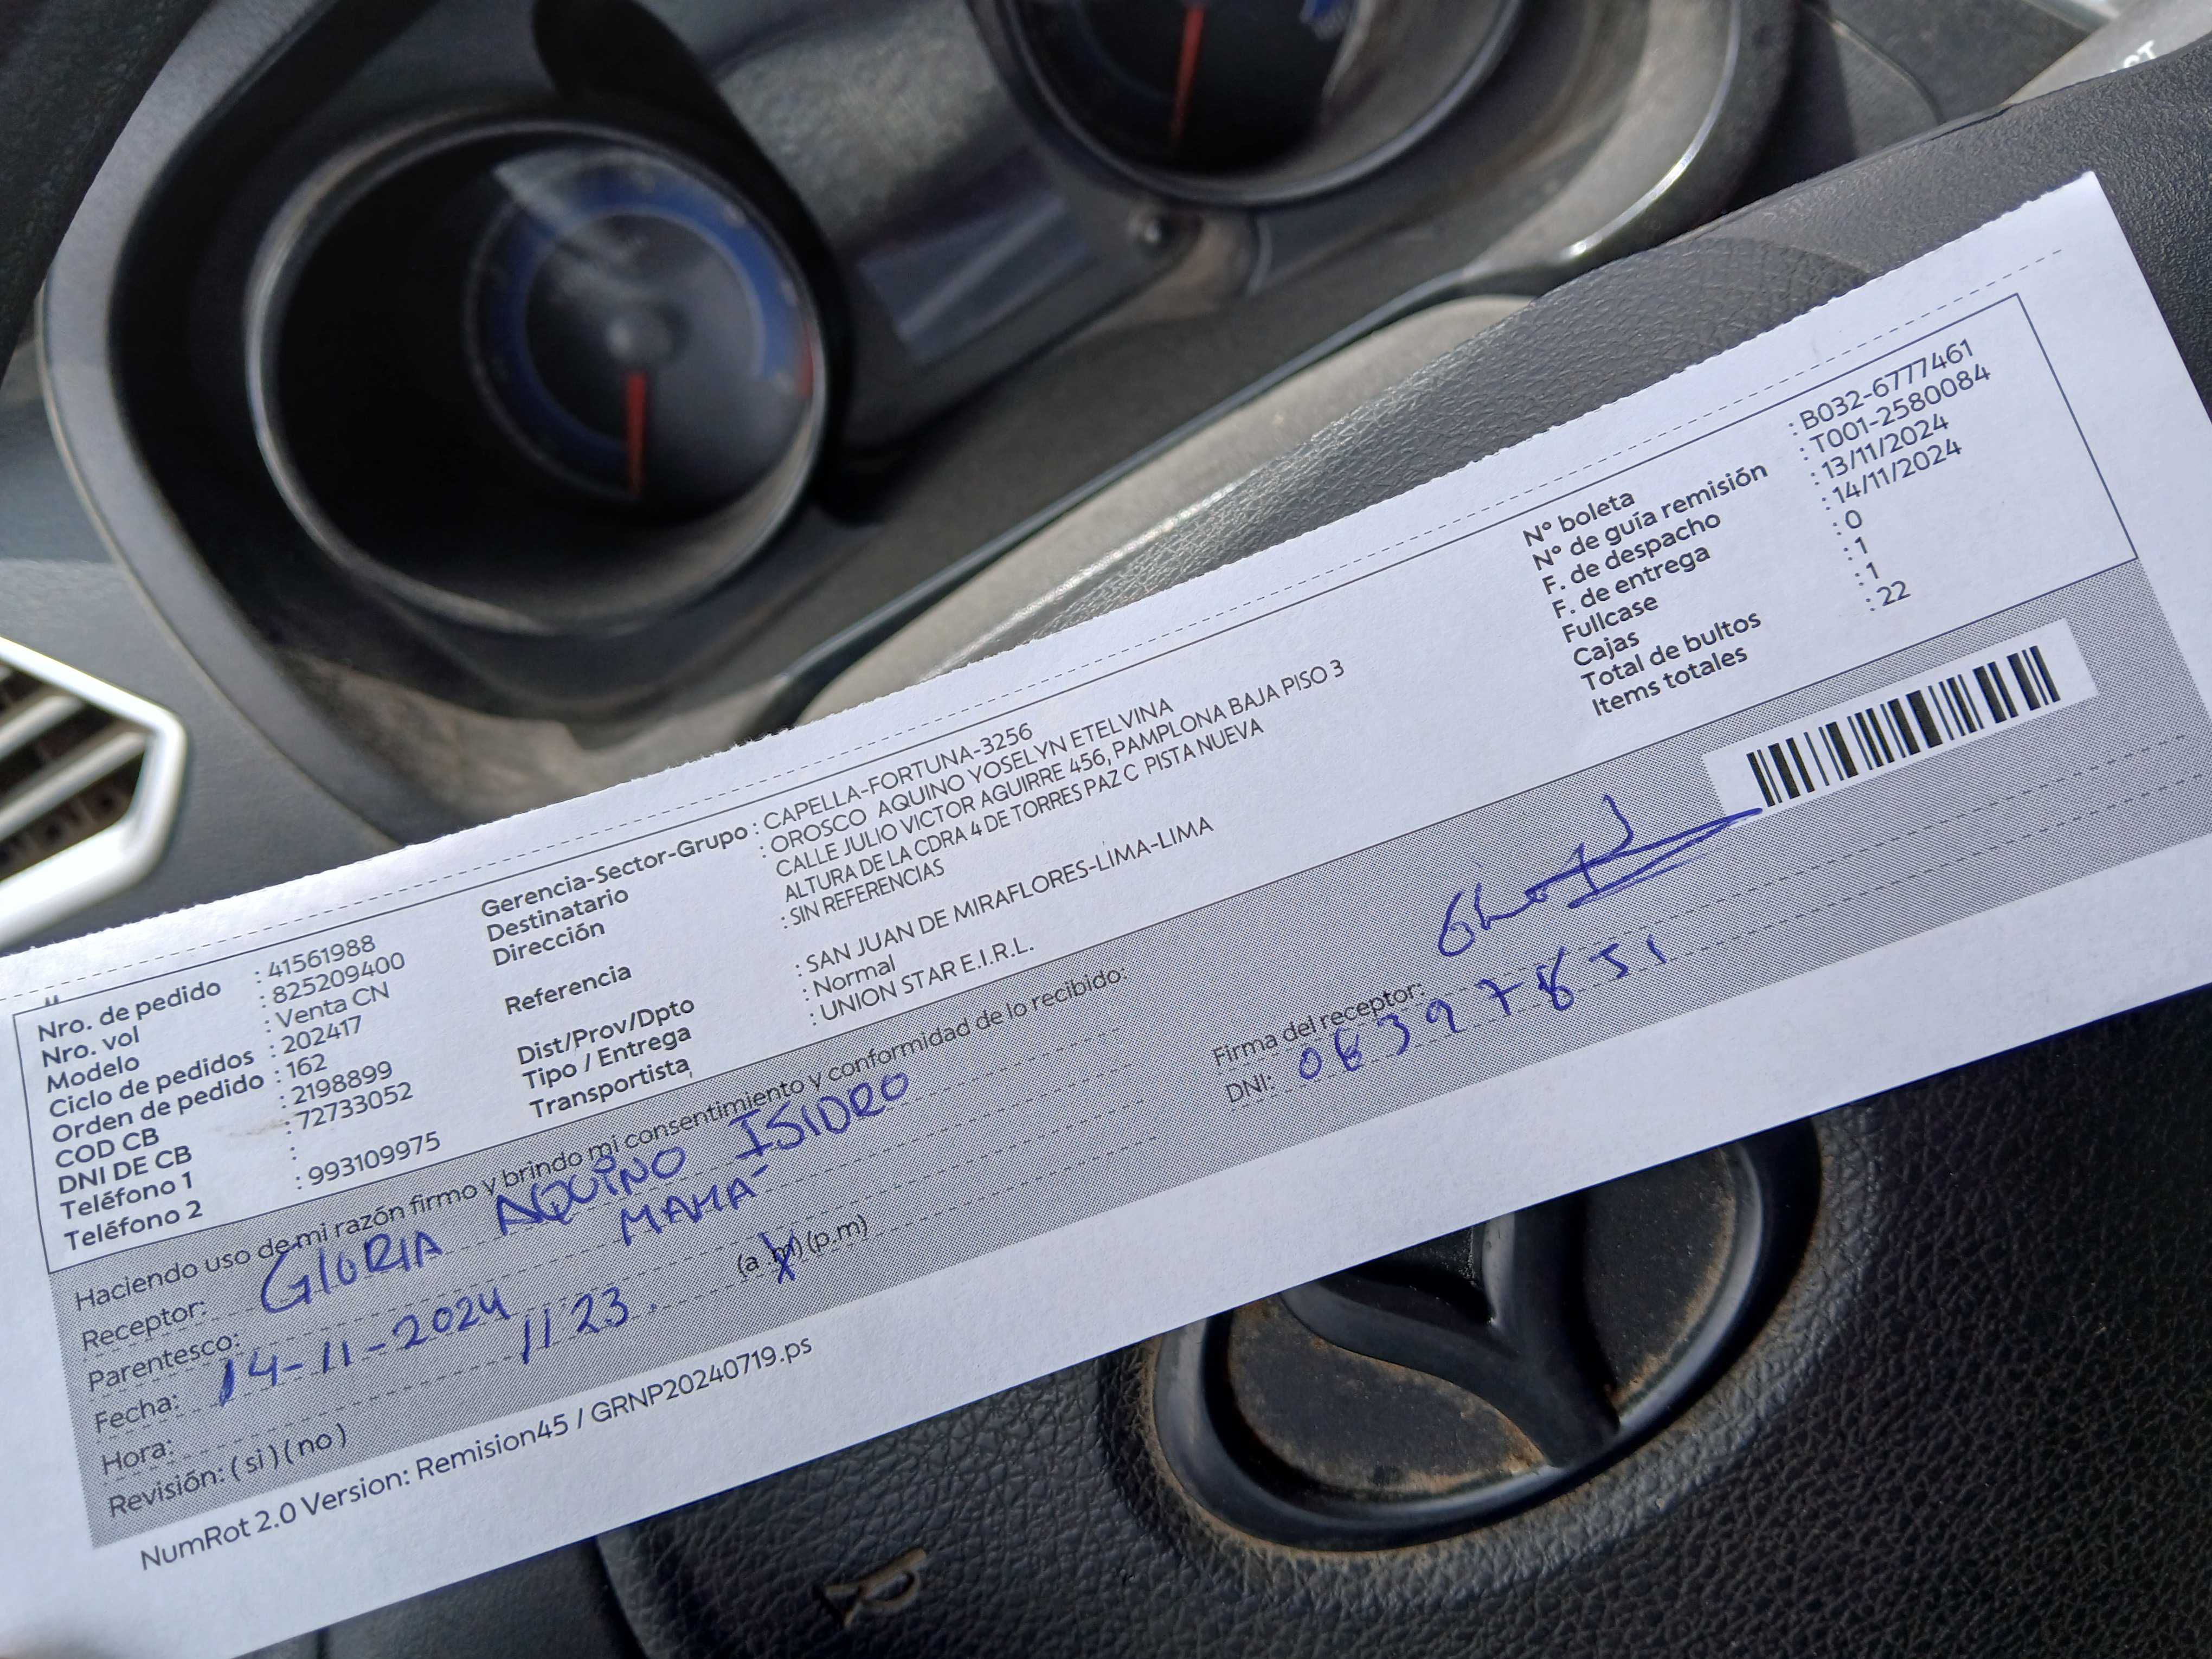 Nro. de pedido : 41561988
Nro. vol : 825209400
Modelo : Venta CN
Ciclo de pedidos : 202417
Orden de pedido : 162
COD CB : 2198899
DNI DE CB : 72733052
Teléfono 1 :
Teléfono 2 : 993109975
Gerencia-Sector-Grupo : CAPELLA-FORTUNA-3256
Destinatario : OROSCO AQUINO YOSELYN ETELVINA
Dirección CALLE JULIO VICTOR AGUIRRE 456, PAMPLONA BAJA PISO 3
ALTURA DE LA CDRA 4 DE TORRES PAZ C PISTA NUEVA
Referencia : SIN REFERENCIAS
Dist/Prov/Dpto : SAN JUAN DE MIRAFLORES-LIMA-LIMA
Tipo / Entrega : Normal
Transportista : UNION STAR E.I.R.L.
N° boleta : B032-6777461
N° de guía remisión : T001-2580084
F. de despacho : 13/11/2024
F. de entrega : 14/11/2024
Fullcase : 0
Cajas : 1
Total de bultos : 1
Items totales : 22
Haciendo uso de mi razón firmo y brindo mi consentimiento y conformidad de lo recibido:
Receptor: GLORIA AQUINO ISIDRO
Parentesco: MAMA
Fecha: 14-11-2024
Hora: 11 23. (a.m) (p.m)
Revisión: ( si ) ( no )
Firma del receptor:
DNI:
NumRot 2.0 Version: Remision45 / GRNP20240719.ps